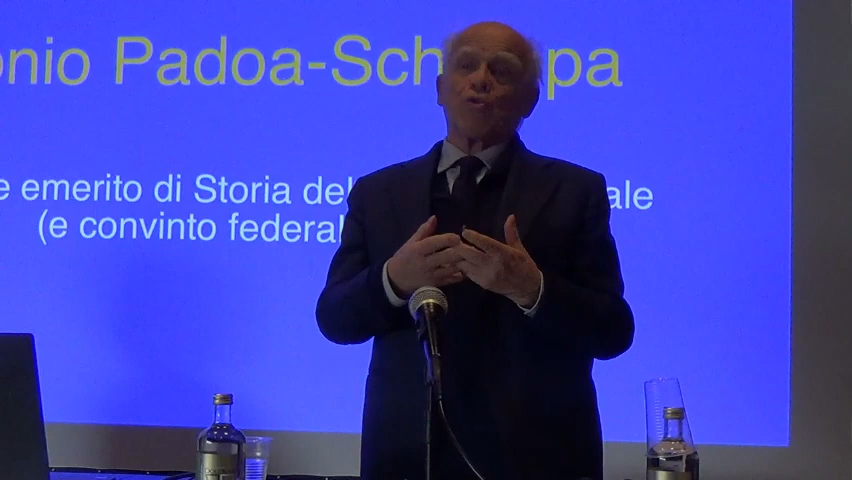 onio Padoa-Sch pa
e emerito di Storia del ale
(e convinto federal